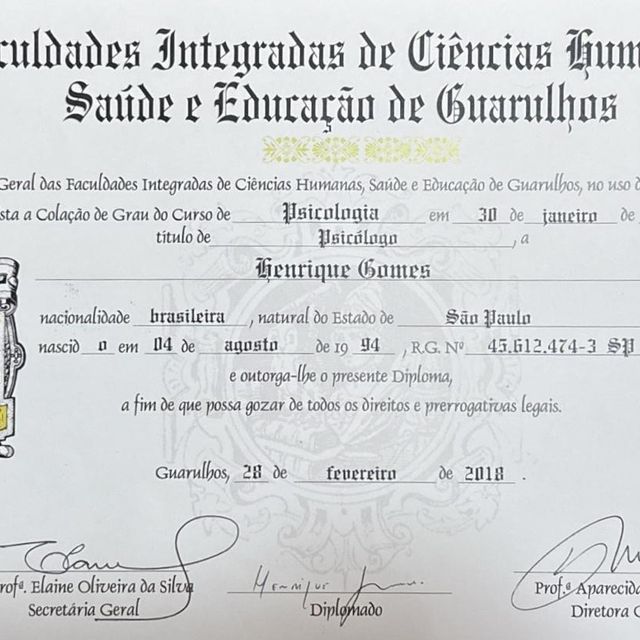 culdades Integradas de Ciências Hum
Saúde e Educação de Guarulhos
Geral das Faculdades Integradas de Ciências Humanas, Saúde e Educação de Guarulhos, no uso d
sta a Colação de Grau do Curso de Psicologia em 30 de janeiro de
título de Psicólogo , a
Henrique Gomes
nacionalidade brasileira , natural do Estado de São Paulo
nascid o em 04 de agosto de 19 94 , R.G. Nº 45.612.474-3 SP
e outorga-lhe o presente Diploma,
a fim de que possa gozar de todos os direitos e prerrogativas legais.
Guarulhos, 28 de fevereiro de 2018 .
Henrique
rofª. Elaine Oliveira da Silva
Secretária Geral
Diplomado
Prof.ª Aparecida
Diretora G